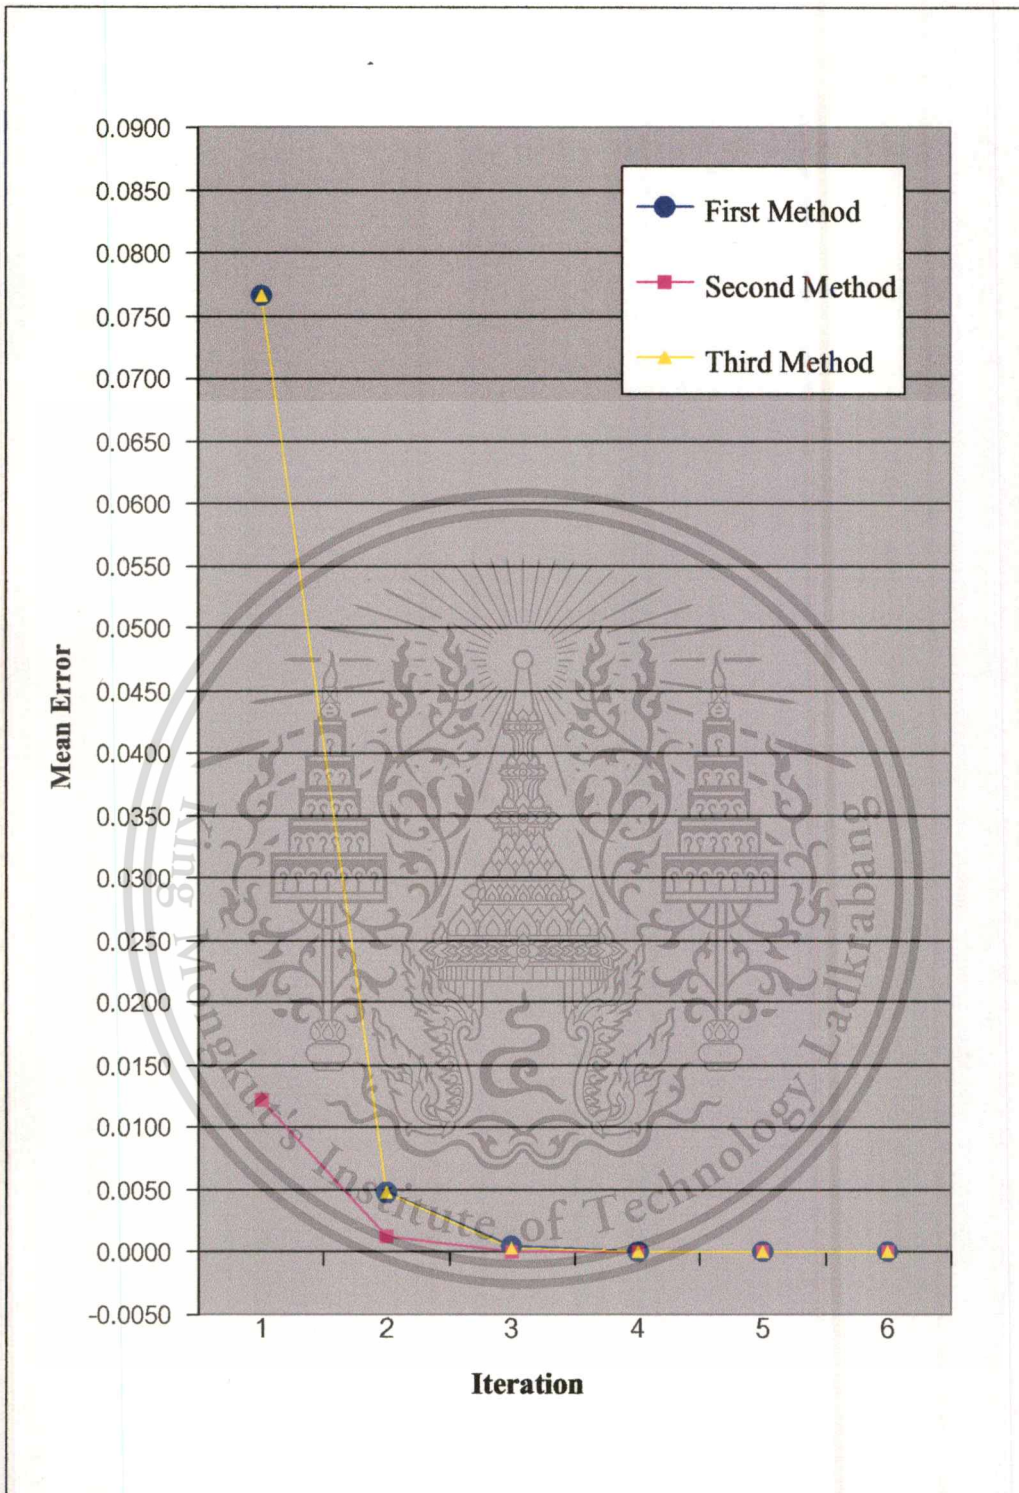 0.0900
0.0850
0.0800
0.0750
0.0700
0.0650
0.0600
0.0550
0.0500
0.0450
0.0400
0.0350
0.0300
0.0250
0.0200
0.0150
0.0100
0.0050
0.0000
-0.0050
Mean Error
First Method
Second Method
Third Method
King Mongkut's Institute of Technology Ladkrabang
1 2 3 4 5 6
Iteration